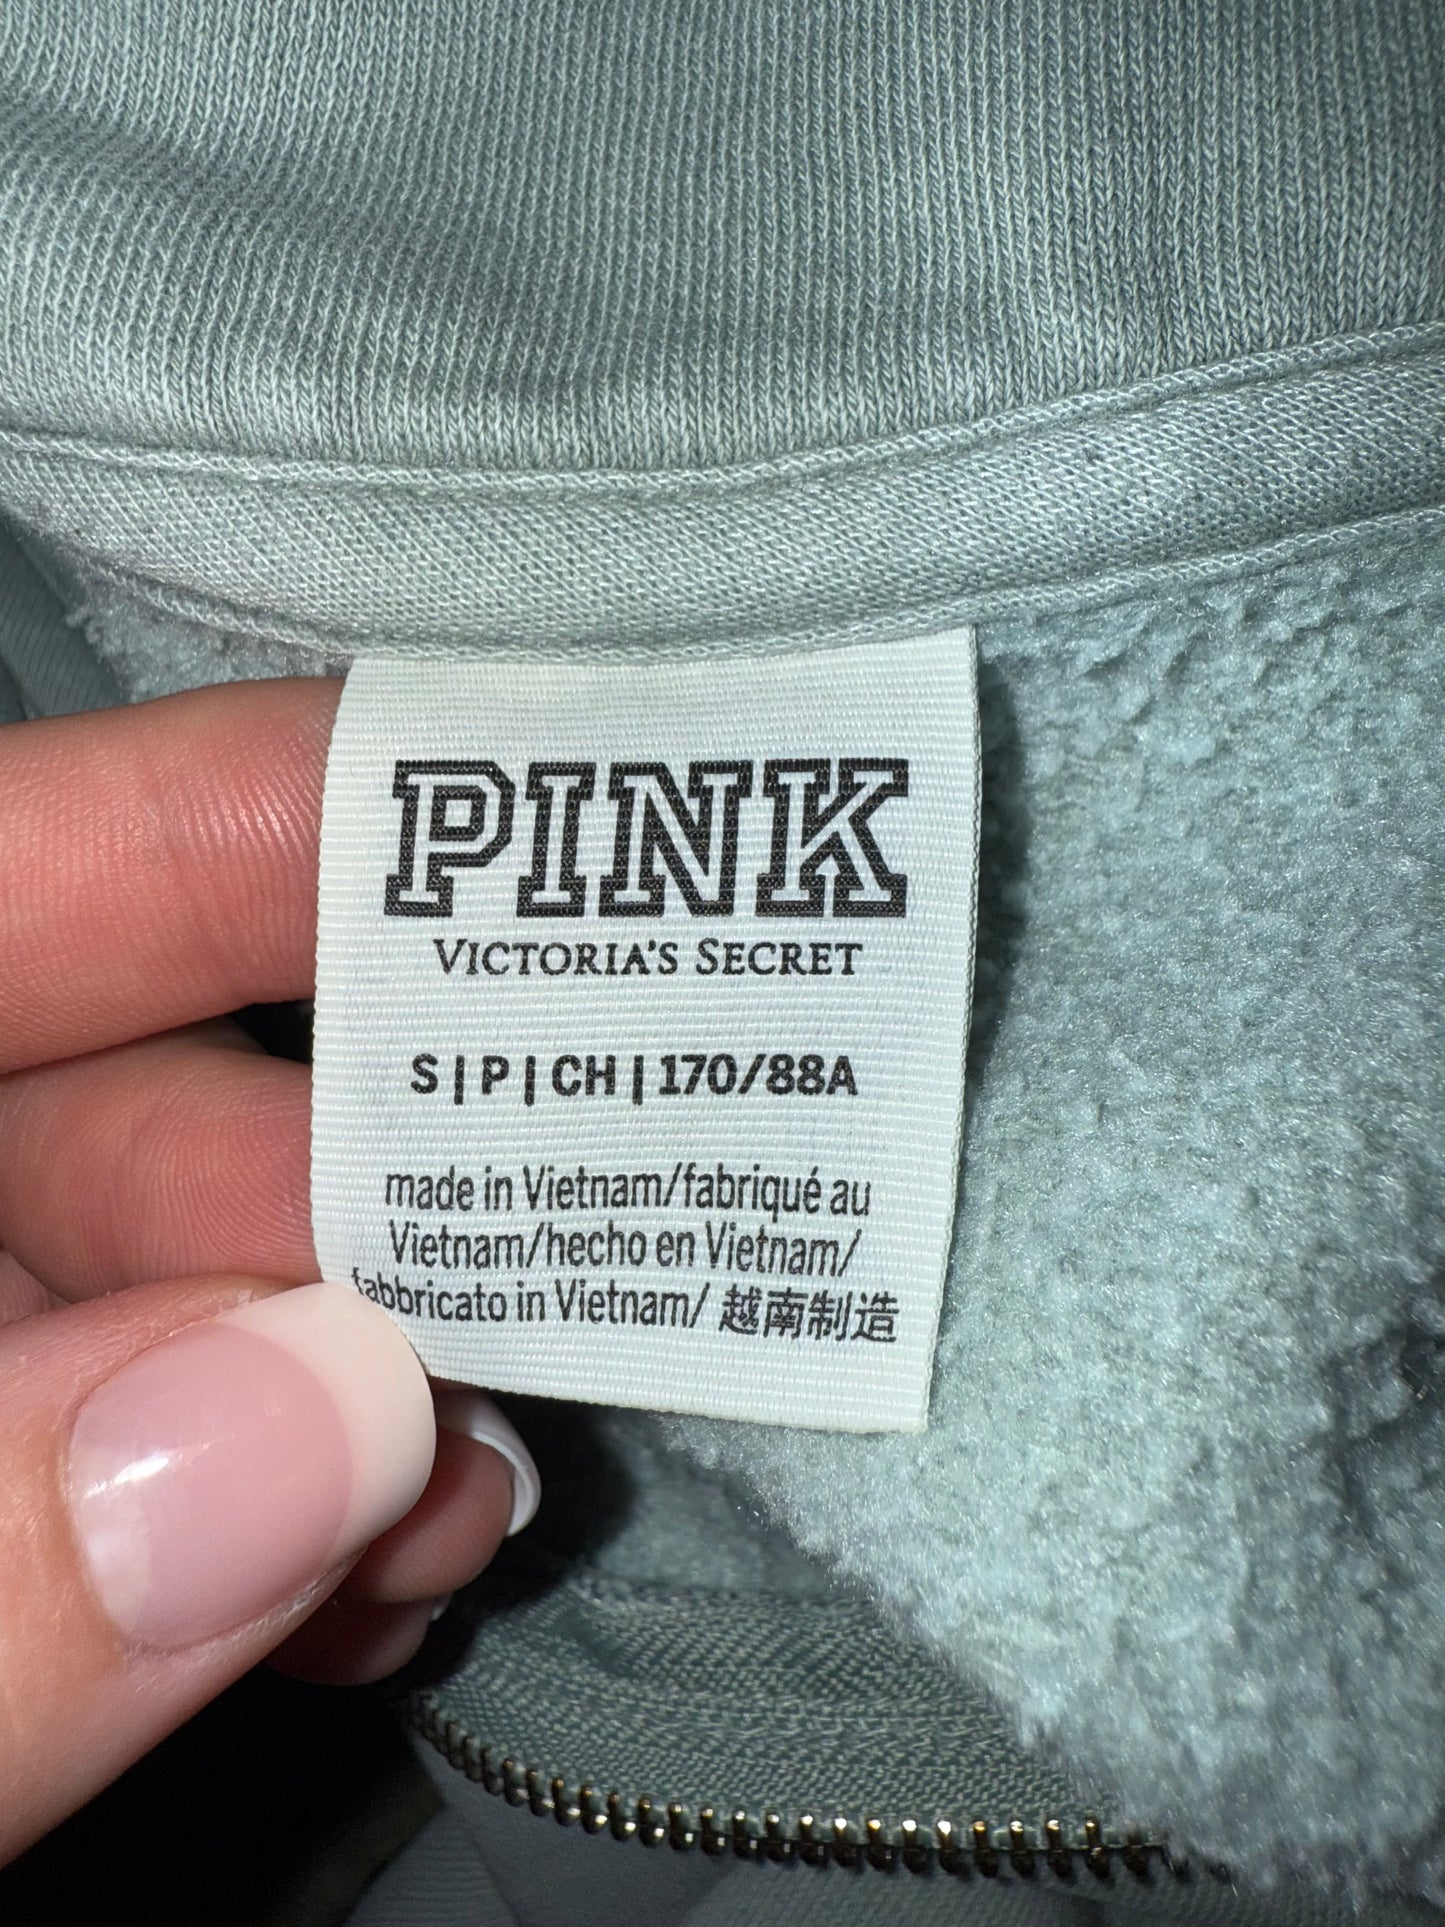 PINK
VICTORIA'S SECRET
S | P | CH | 170/88A
made in Vietnam/fabriqué au
Vietnam/hecho en Vietnam/
fabbricato in Vietnam/ 越南制造